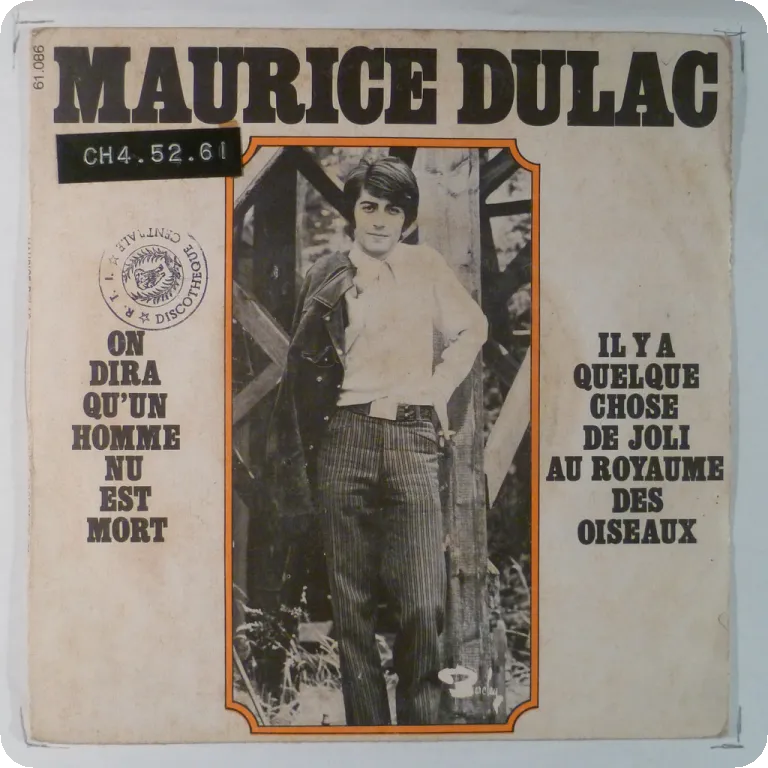 61.086
MAURICE DULAC
CH4.52.61
R.T.I. ☆ DISCOTHEQUE CENTRALE ☆
ON
DIRA
QU'UN
HOMME
NU
EST
MORT
IL Y A
QUELQUE
CHOSE
DE JOLI
AU ROYAUME
DES
OISEAUX
Barclay